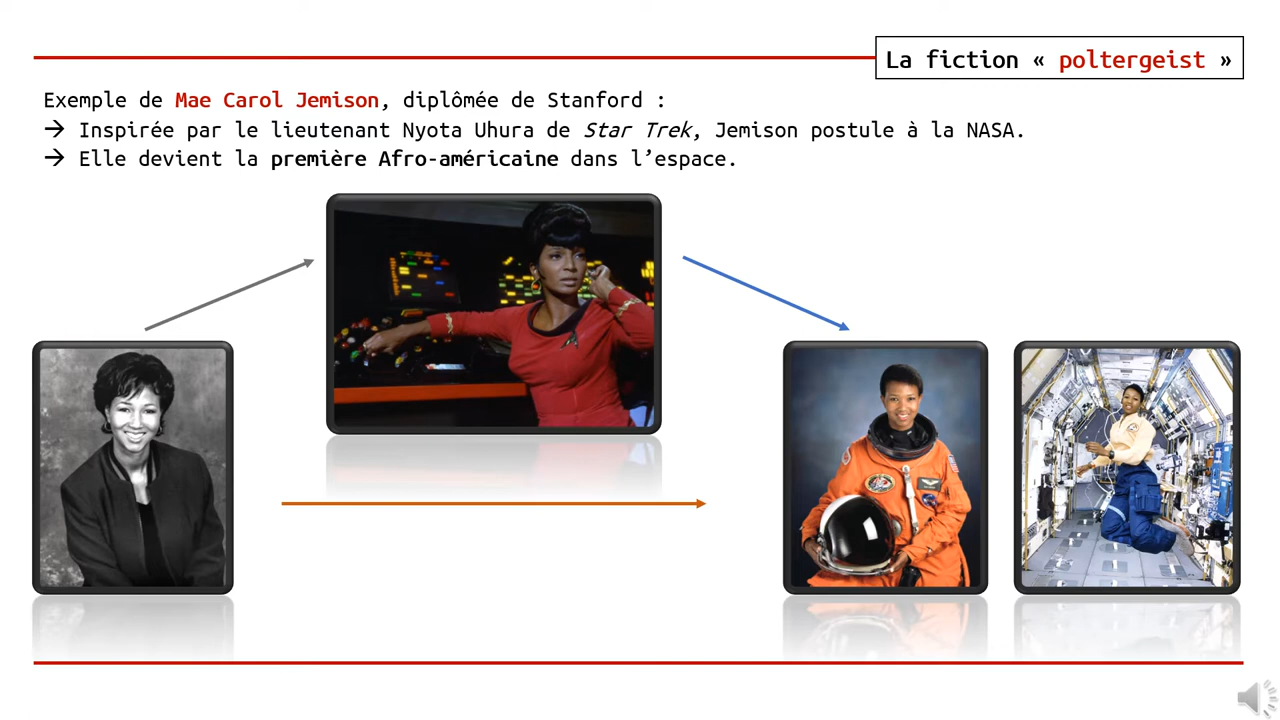 La fiction « poltergeist »
Exemple de Mae Carol Jemison, diplômée de Stanford :
→ Inspirée par le lieutenant Nyota Uhura de Star Trek, Jemison postule à la NASA.
→ Elle devient la première Afro-américaine dans l’espace.